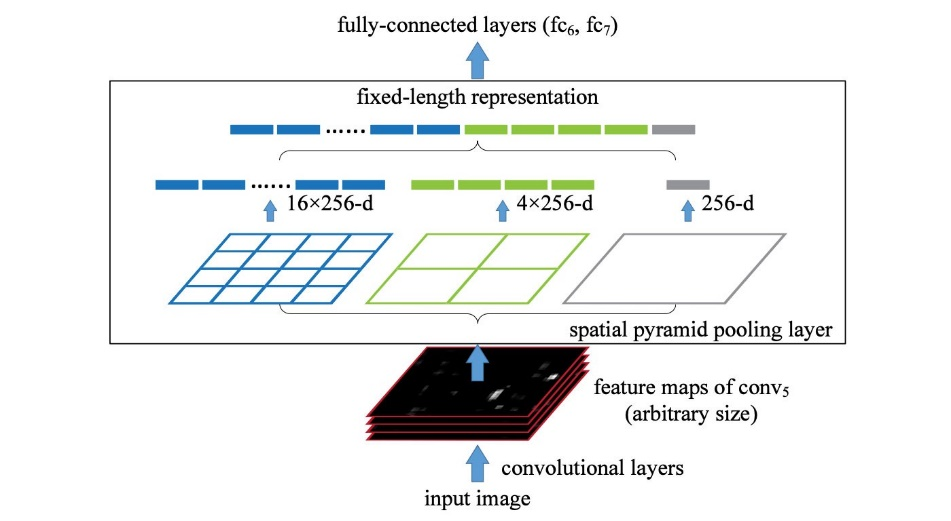 fully-connected layers (fc₆, fc₇)
fixed-length representation
16×256-d
4×256-d
256-d
spatial pyramid pooling layer
feature maps of conv₅
(arbitrary size)
convolutional layers
input image